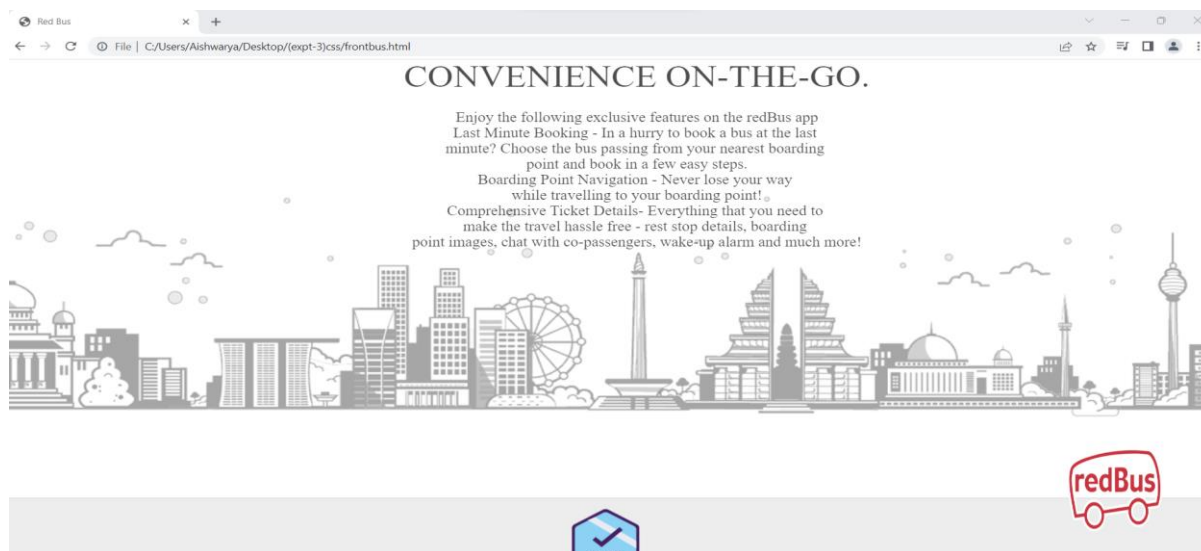 Red Bus
File | C:/Users/Aishwarya/Desktop/(expt-3)css/frontbus.html
CONVENIENCE ON-THE-GO.
Enjoy the following exclusive features on the redBus app
Last Minute Booking - In a hurry to book a bus at the last
minute? Choose the bus passing from your nearest boarding
point and book in a few easy steps.
Boarding Point Navigation - Never lose your way
while travelling to your boarding point!
Comprehensive Ticket Details- Everything that you need to
make the travel hassle free - rest stop details, boarding
point images, chat with co-passengers, wake-up alarm and much more!
redBus